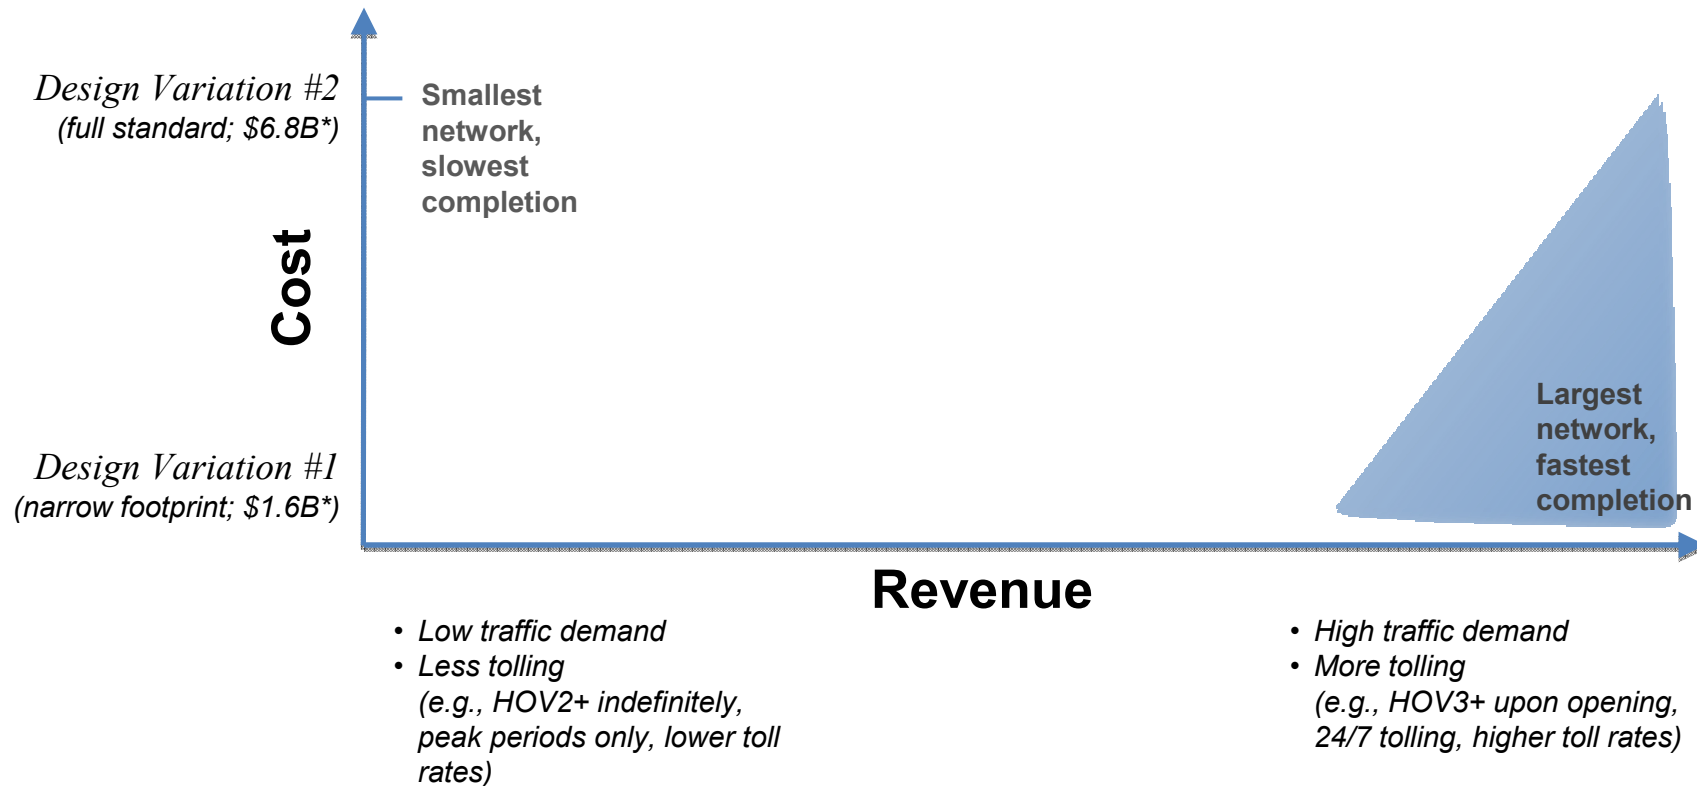 Design Variation #2
(full standard; $6.8B*)
Smallest
network,
slowest
completion
Cost
Design Variation #1
(narrow footprint; $1.6B*)
Largest
network,
fastest
completion
Revenue
• Low traffic demand
• Less tolling
(e.g., HOV2+ indefinitely,
peak periods only, lower toll
rates)
• High traffic demand
• More tolling
(e.g., HOV3+ upon opening,
24/7 tolling, higher toll rates)